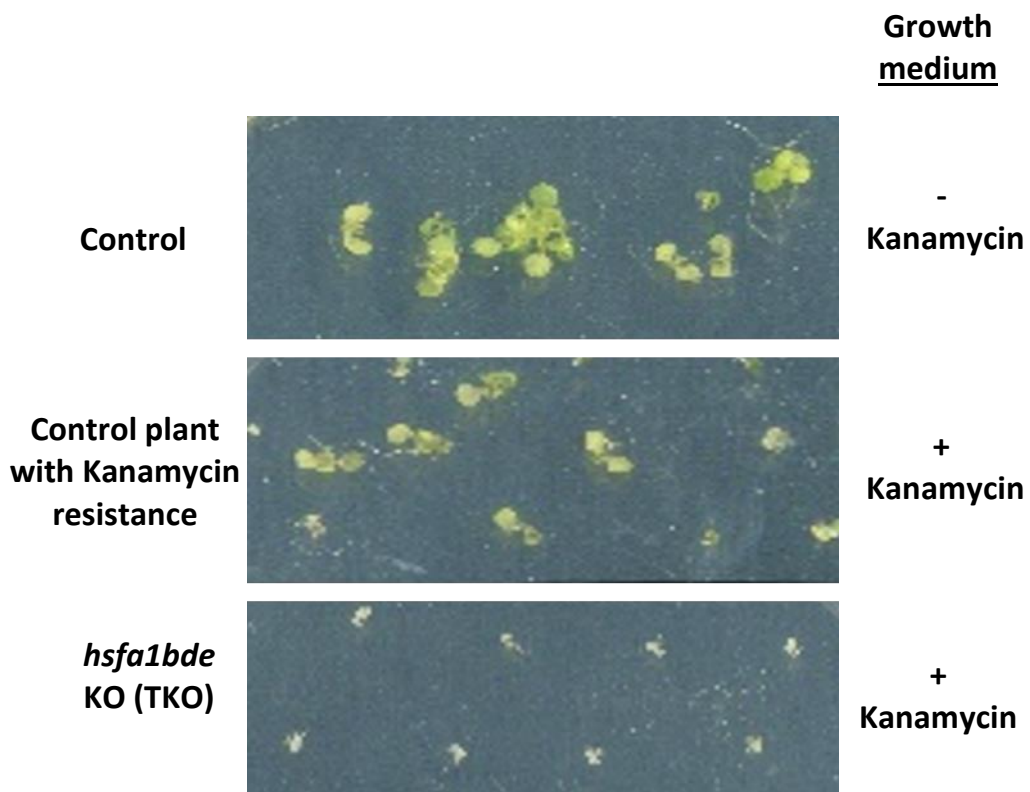 Growth
medium
Control
-
Kanamycin
Control plant
with Kanamycin
resistance
+
Kanamycin
hsfa1bde
KO (TKO)
+
Kanamycin